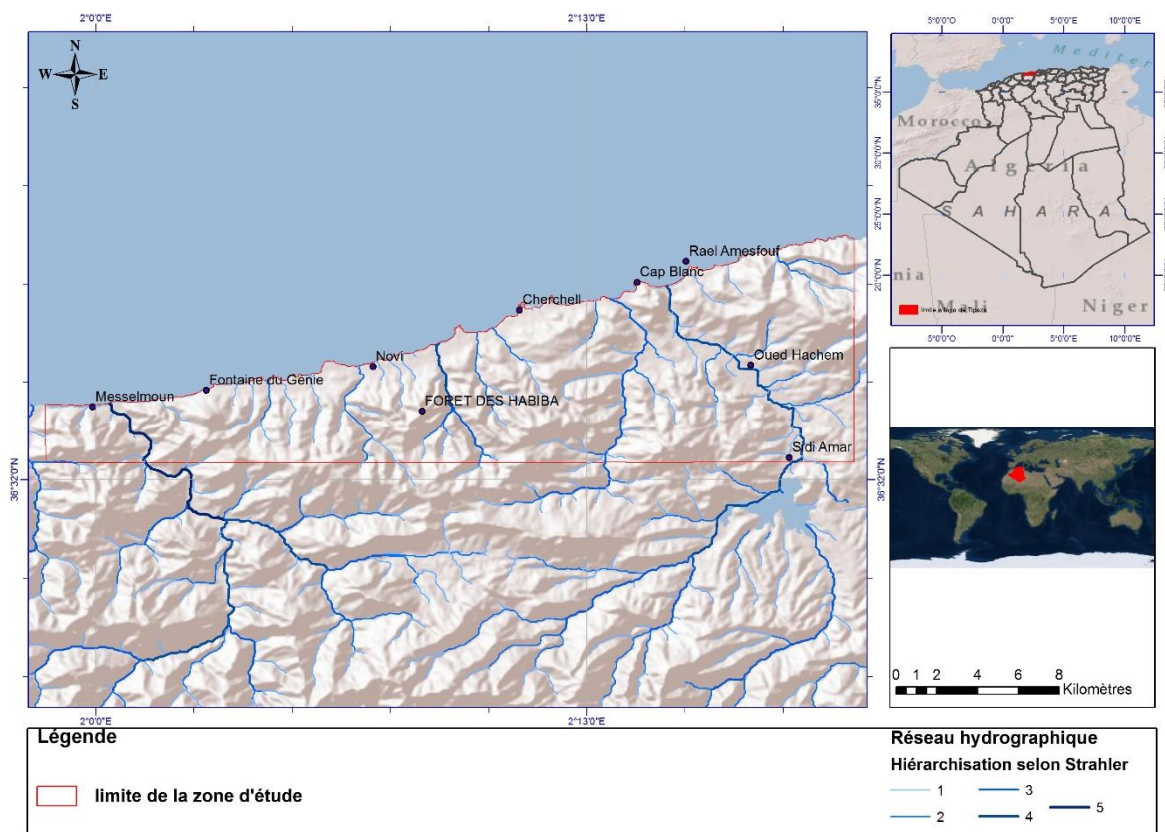 2°0'0"E
2°13'0"E
N
W
E
S
Rael Amesfouf
Cap Blanc
Cherchell
Oued Hachem
Novi
Fontaine du Génie
Messelmoun
FORET DES HABIBA
Sidi Amar
36°32'0"N
2°0'0"E
2°13'0"E
5°0'0"O
0°0'0"
5°0'0"E
10°0'0"E
Mediter
35°0'0"N
Morocco
30°0'0"N
Algeria
25°0'0"N
SAHARA
20°0'0"N
nia
Mali
Niger
5°0'0"O
0°0'0"
5°0'0"E
10°0'0"E
0 1 2 4 6 8
Kilomètres
Légende
limite de la zone d'étude
Réseau hydrographique
Hiérarchisation selon Strahler
1
2
3
4
5